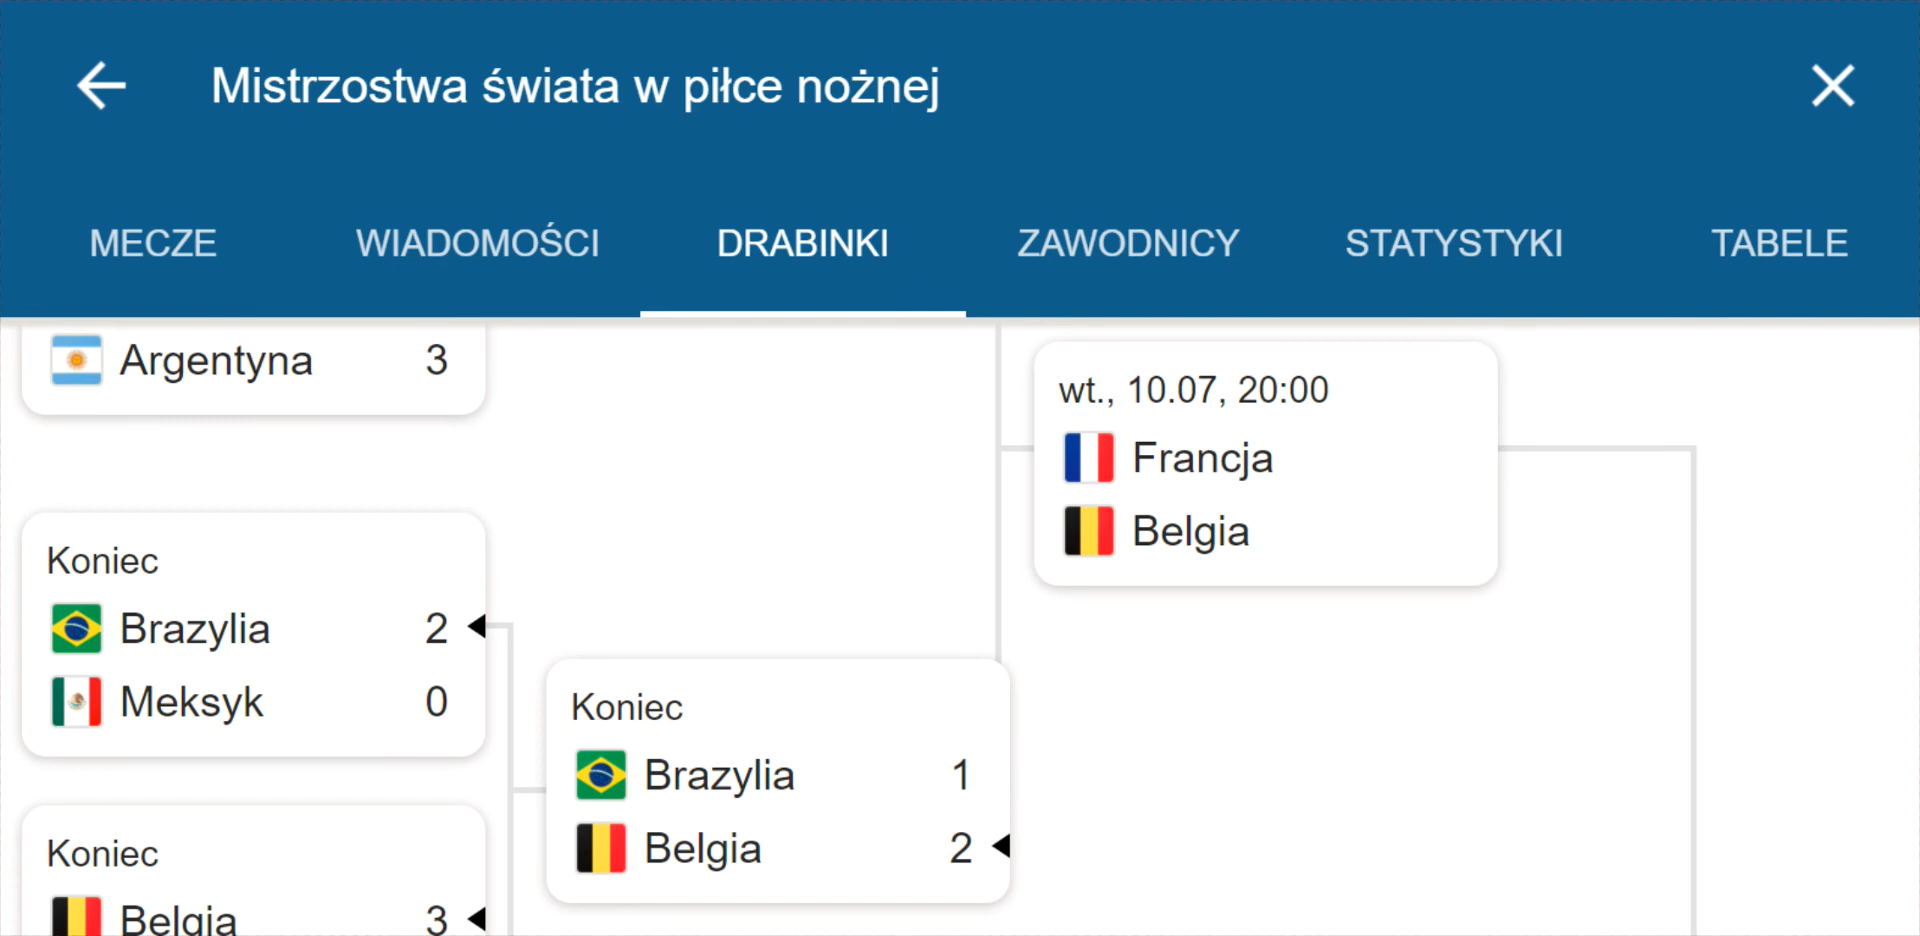 Mistrzostwa świata w piłce nożnej
MECZE WIADOMOŚCI DRABINKI ZAWODNICY STATYSTYKI TABELE
Argentyna 3
Koniec
Brazylia 2
Meksyk 0
Koniec
Belgia 3
Koniec
Brazylia 1
Belgia 2
wt., 10.07, 20:00
Francja
Belgia